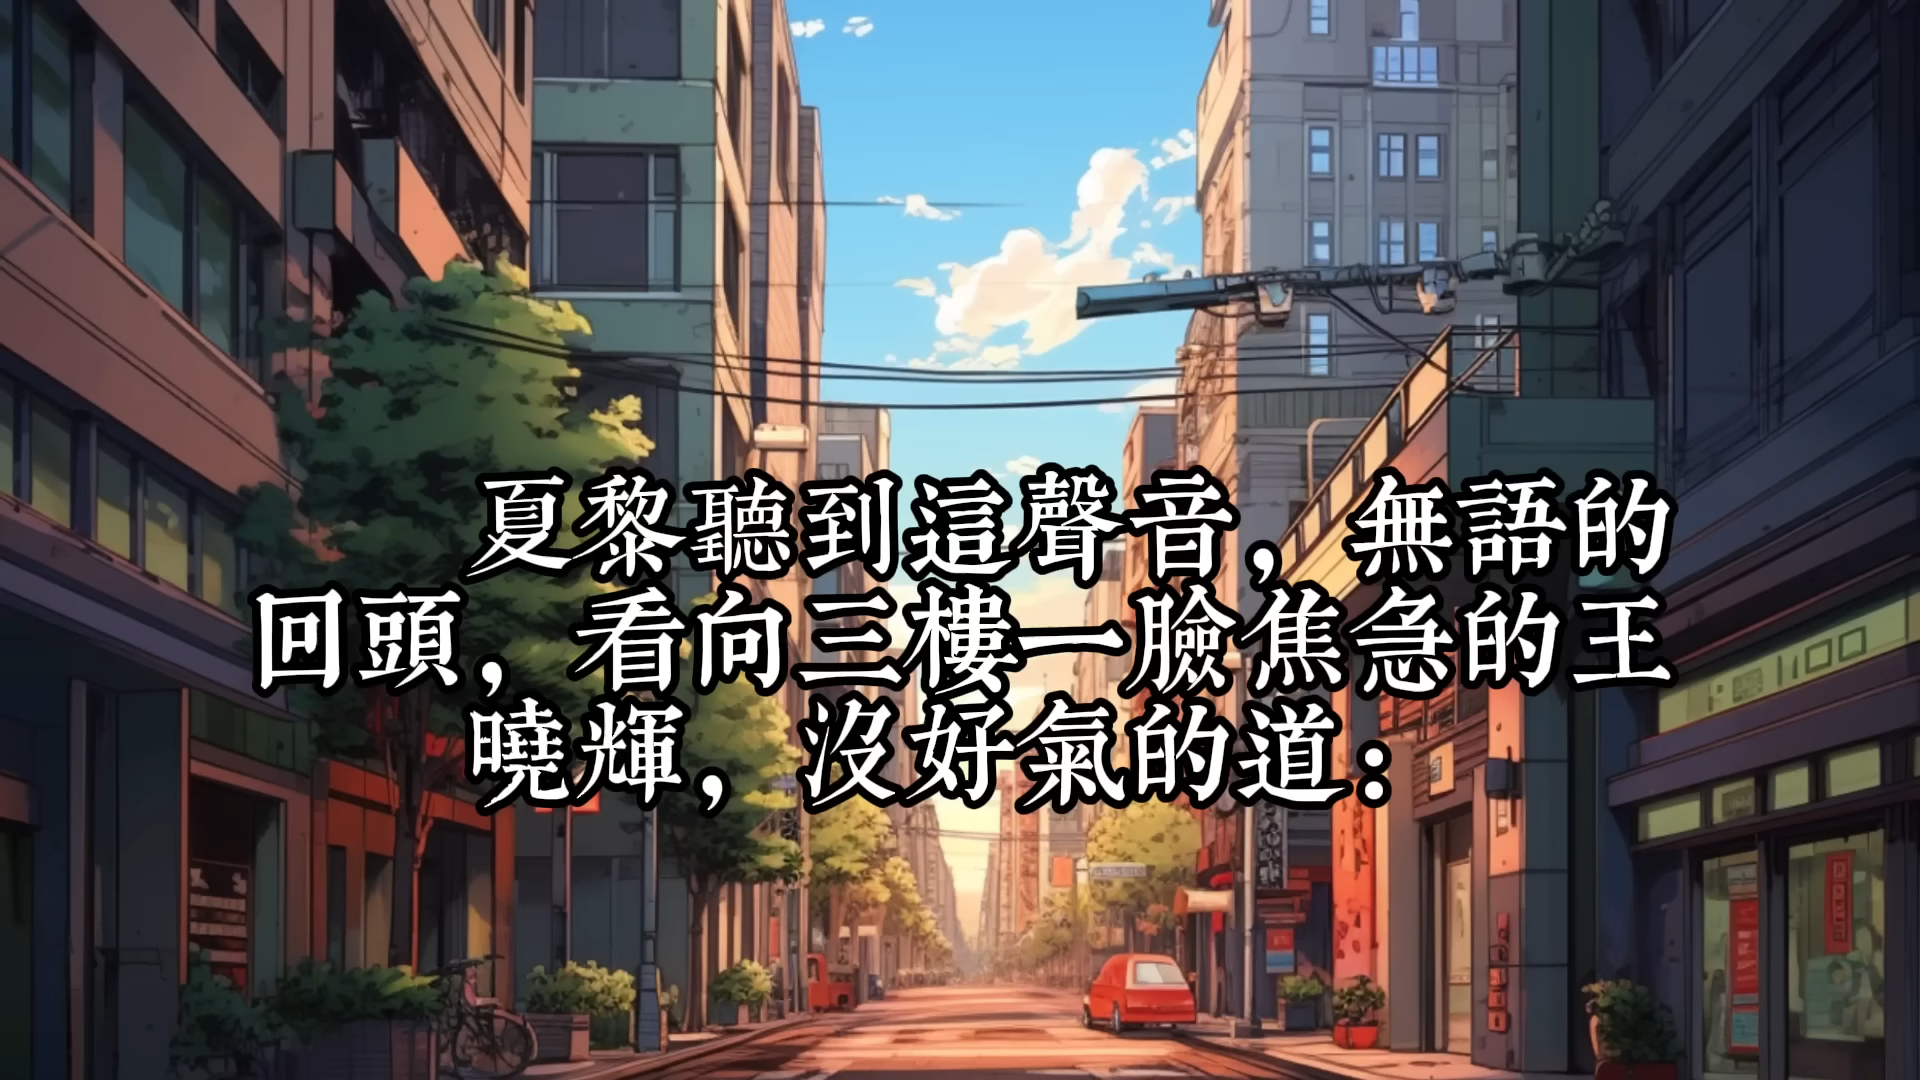 夏黎聽到這聲音，無語的
回頭，看向三樓一臉焦急的王
曉輝，沒好氣的道：